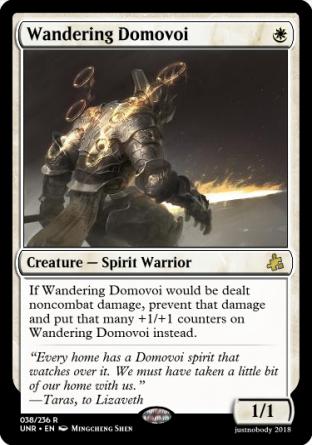 Wandering Domovoi
Creature — Spirit Warrior
If Wandering Domovoi would be dealt
noncombat damage, prevent that damage
and put that many +1/+1 counters on
Wandering Domovoi instead.
“Every home has a Domovoi spirit that
watches over it. We must have taken a little bit
of our home with us.”
—Taras, to Lizaveth
1/1
038/236 R
UNR • EN Mingcheng Shen
justnobody 2018